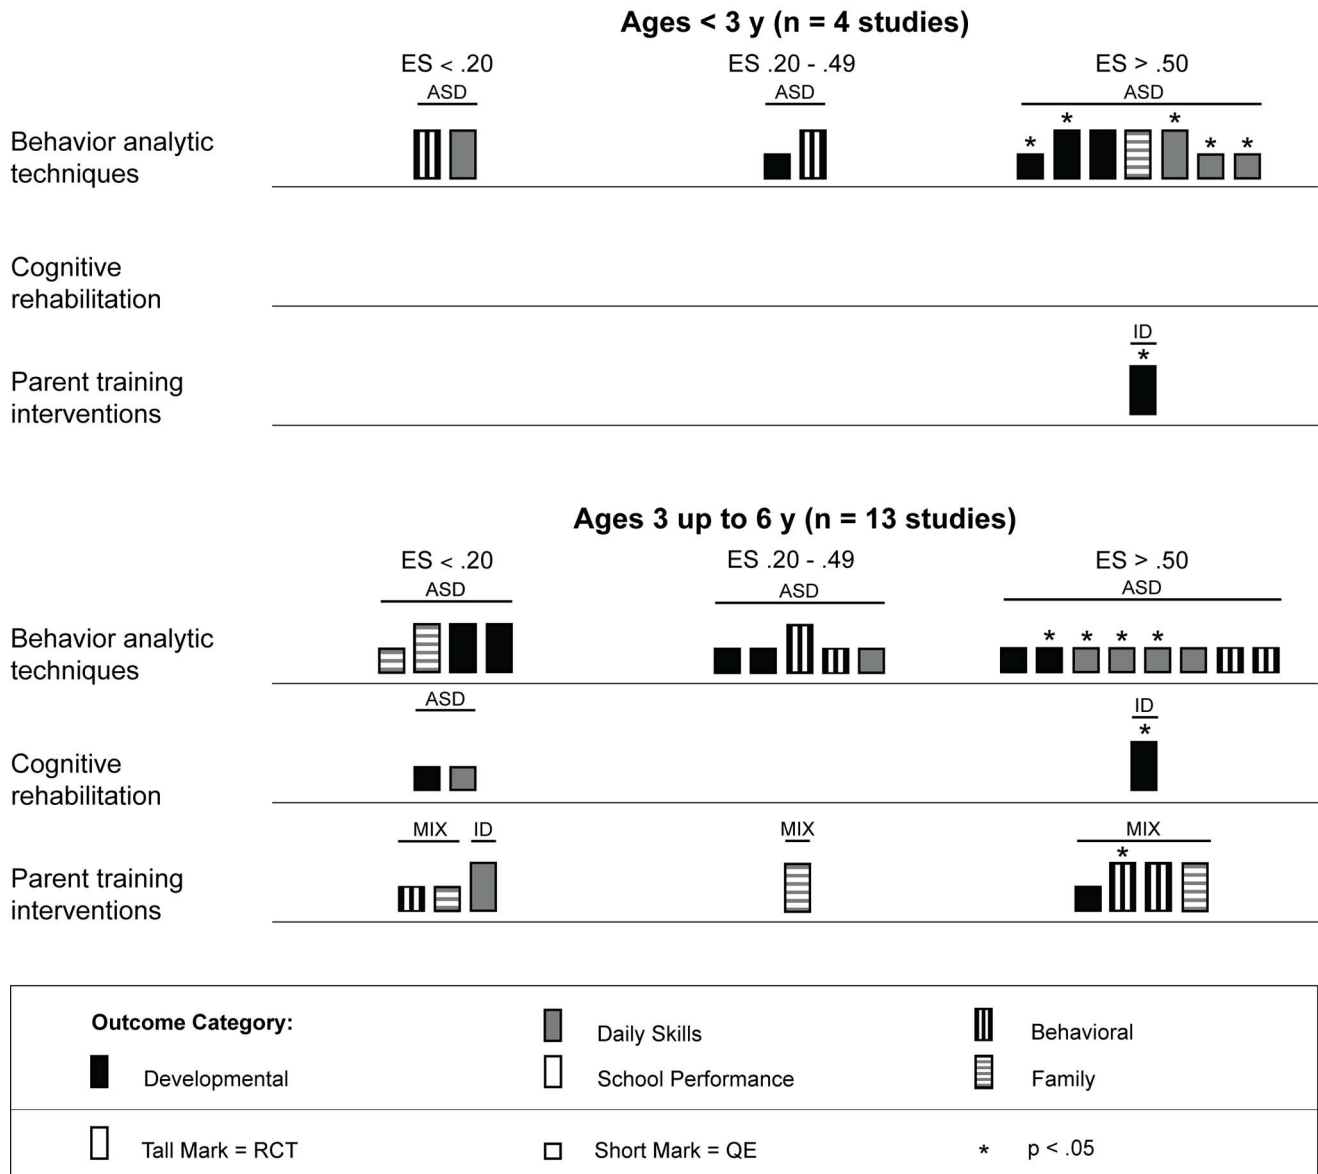 Ages < 3 y (n = 4 studies)
ES < .20
ES .20 - .49
ES > .50
ASD
ASD
ASD
Behavior analytic
techniques
*
*
*
*
*
Cognitive
rehabilitation
ID
*
Parent training
interventions
Ages 3 up to 6 y (n = 13 studies)
ES < .20
ES .20 - .49
ES > .50
ASD
ASD
ASD
Behavior analytic
techniques
*
*
*
*
ASD
ID
*
Cognitive
rehabilitation
MIX
ID
MIX
MIX
*
Parent training
interventions
Outcome Category:
Daily Skills
Behavioral
Developmental
School Performance
Family
Tall Mark = RCT
Short Mark = QE
* p < .05